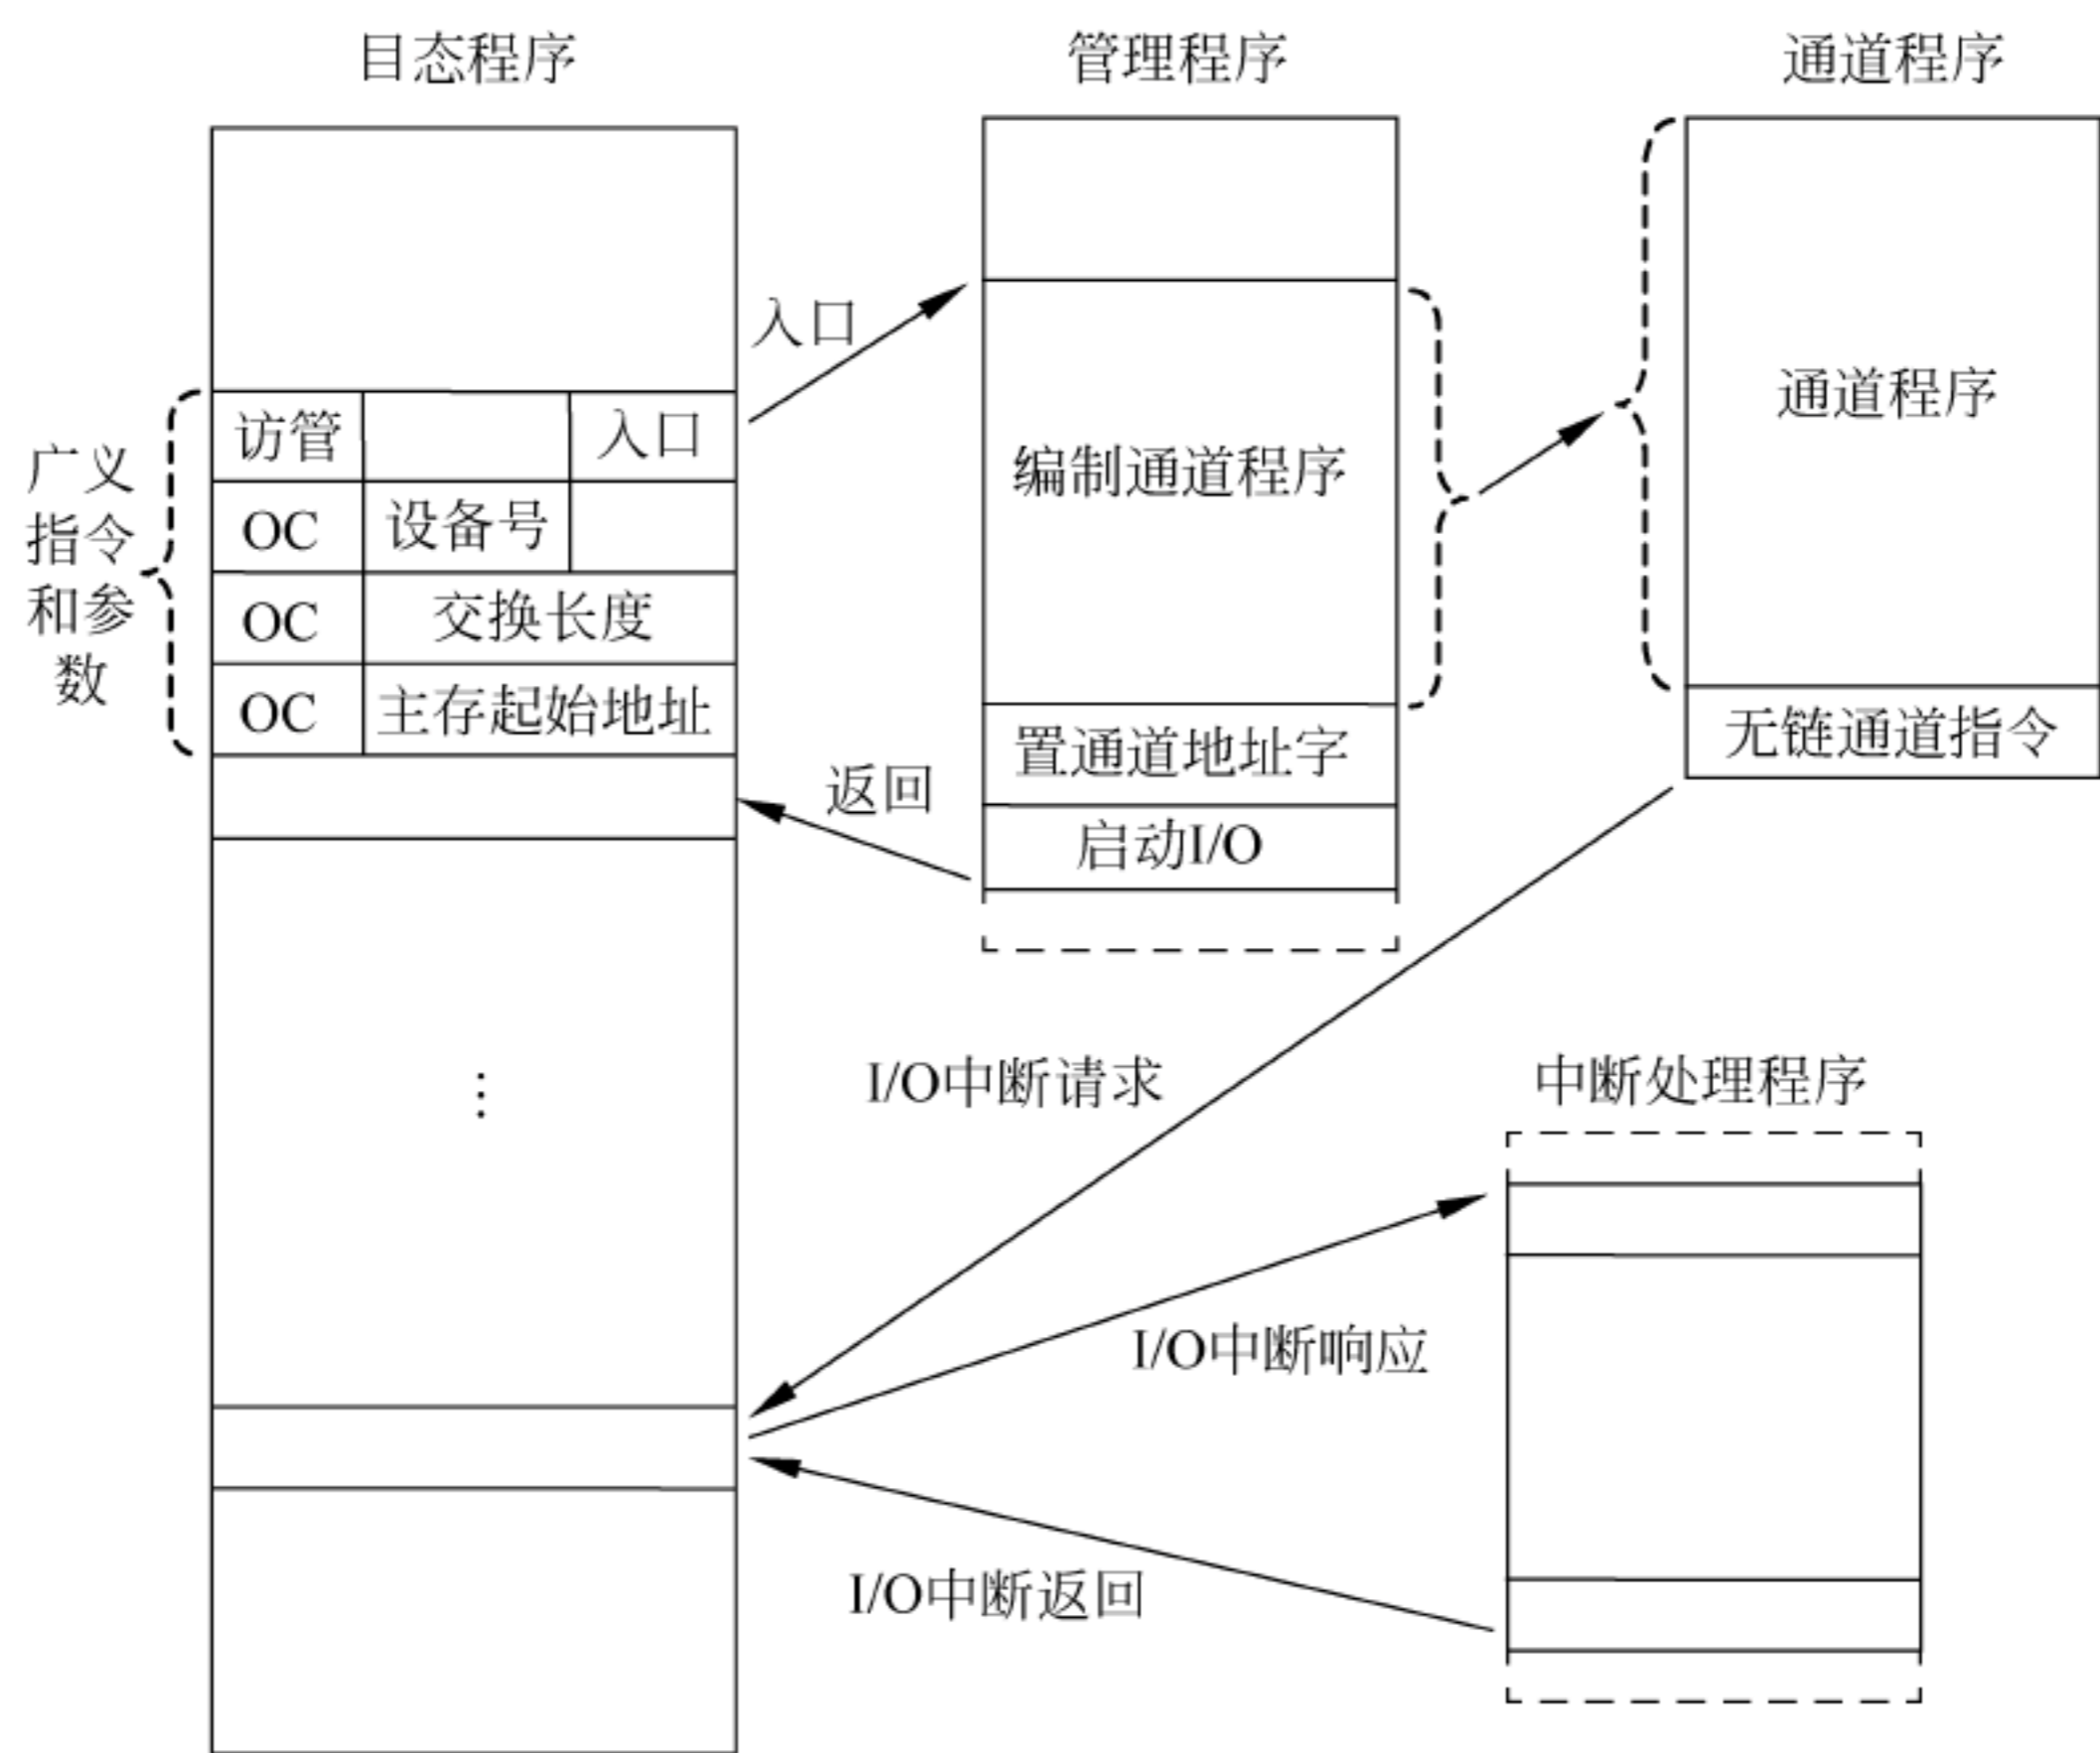 目态程序
管理程序
通道程序
入口
访管
入口
广义
指令
和参
数
OC
设备号
OC
交换长度
OC
主存起始地址
编制通道程序
置通道地址字
启动I/O
返回
通道程序
无链通道指令
⋮
I/O中断请求
中断处理程序
I/O中断响应
I/O中断返回